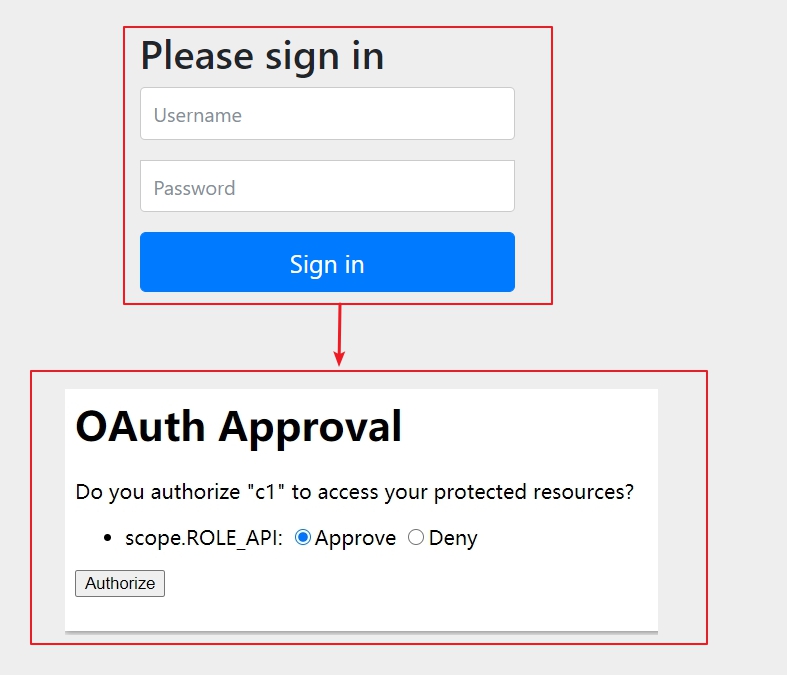 Please sign in
Username
Password
Sign in
OAuth Approval
Do you authorize "c1" to access your protected resources?
scope.ROLE_API: Approve Deny
Authorize